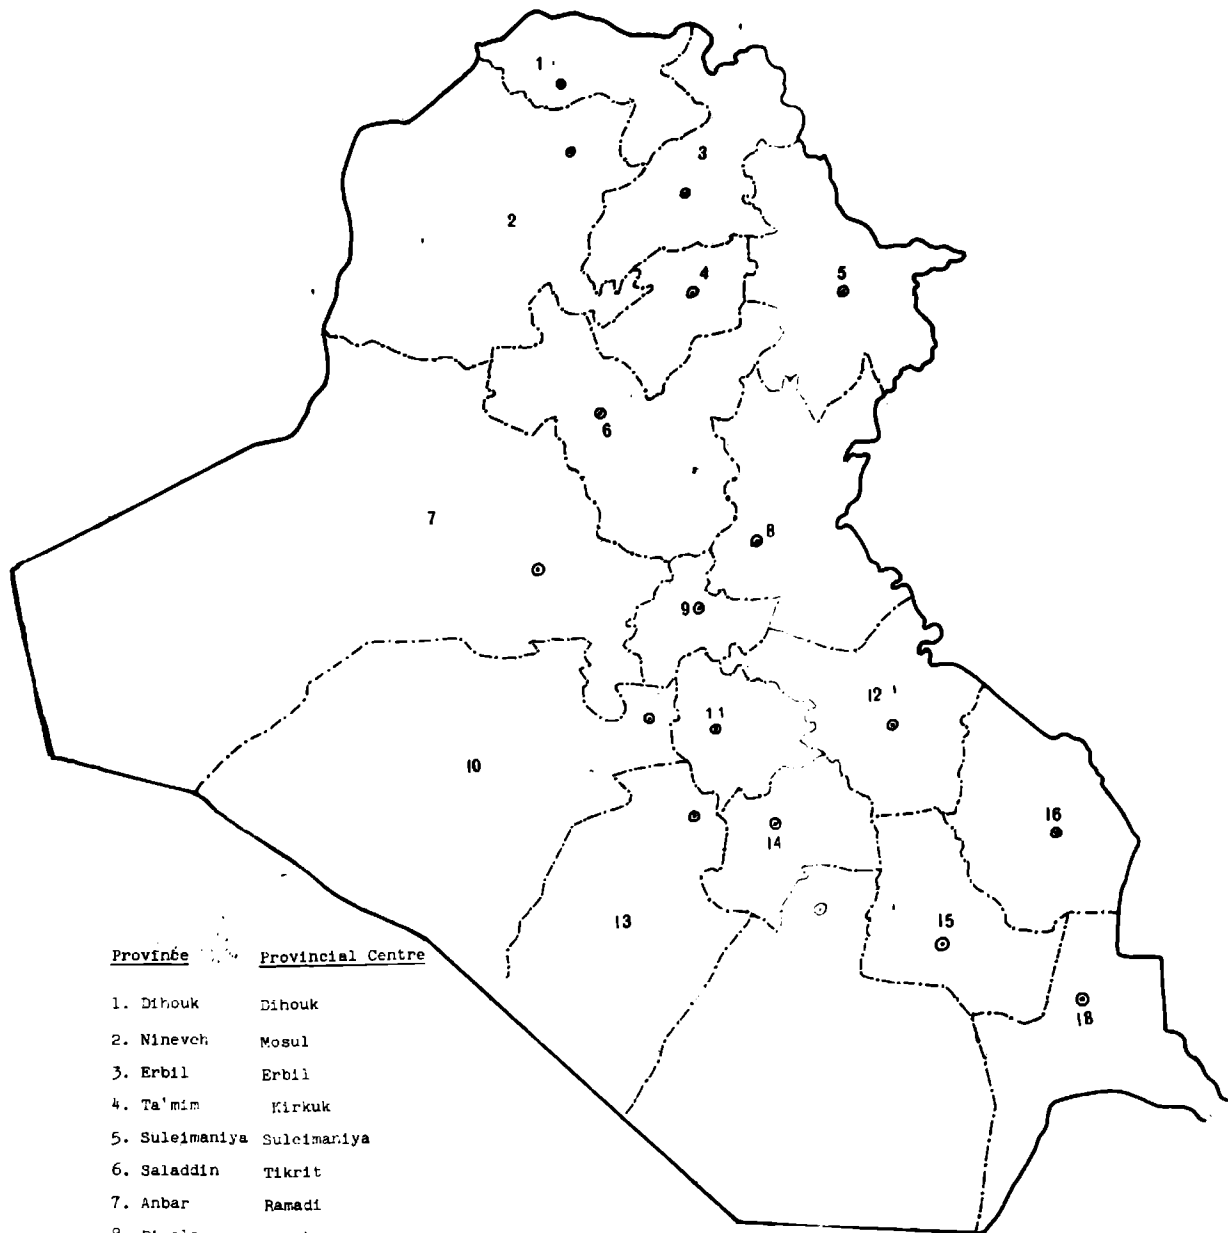 1
3
2
4
5
6
7
8
9
12
11
10
16
14
13
15
18
Province Provincial Centre
1. Dihouk Dihouk
2. Nineveh Mosul
3. Erbil Erbil
4. Ta'mim Kirkuk
5. Suleimaniya Suleimaniya
6. Saladdin Tikrit
7. Anbar Ramadi
8.